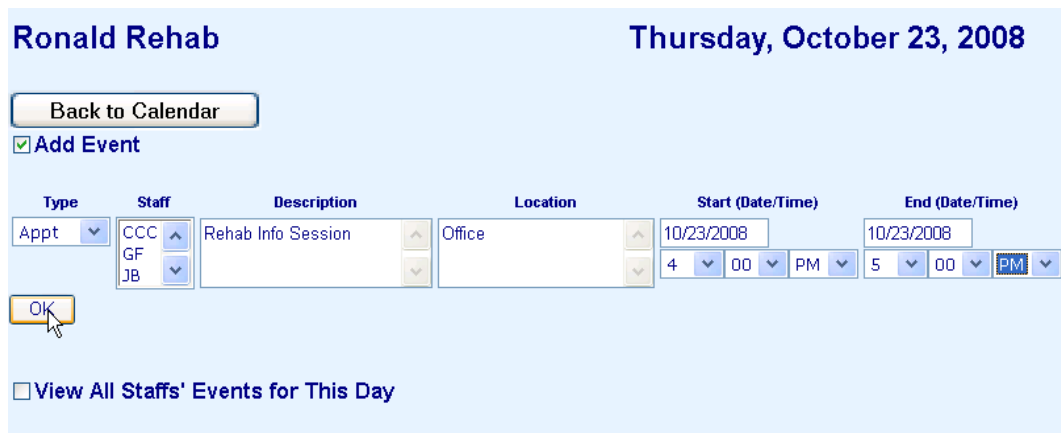 Ronald Rehab Thursday, October 23, 2008
Back to Calendar
Add Event
Type Staff Description Location Start (Date/Time) End (Date/Time)
Appt CCC Rehab Info Session Office 10/23/2008 10/23/2008
GF
JB 4 00 PM 5 00 PM
OK
View All Staffs' Events for This Day